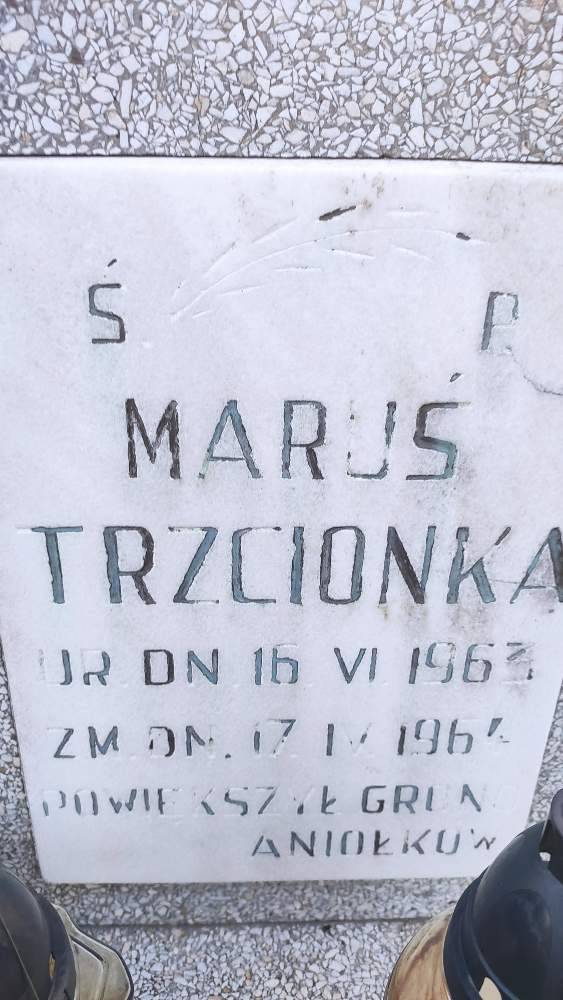 Ś P
MARUŚ
TRZCIONKA
UR. DN. 16 VI 1963
ZM. DN. 17 IV 1964
POWIĘKSZYŁ GRONO
ANIOŁKÓW